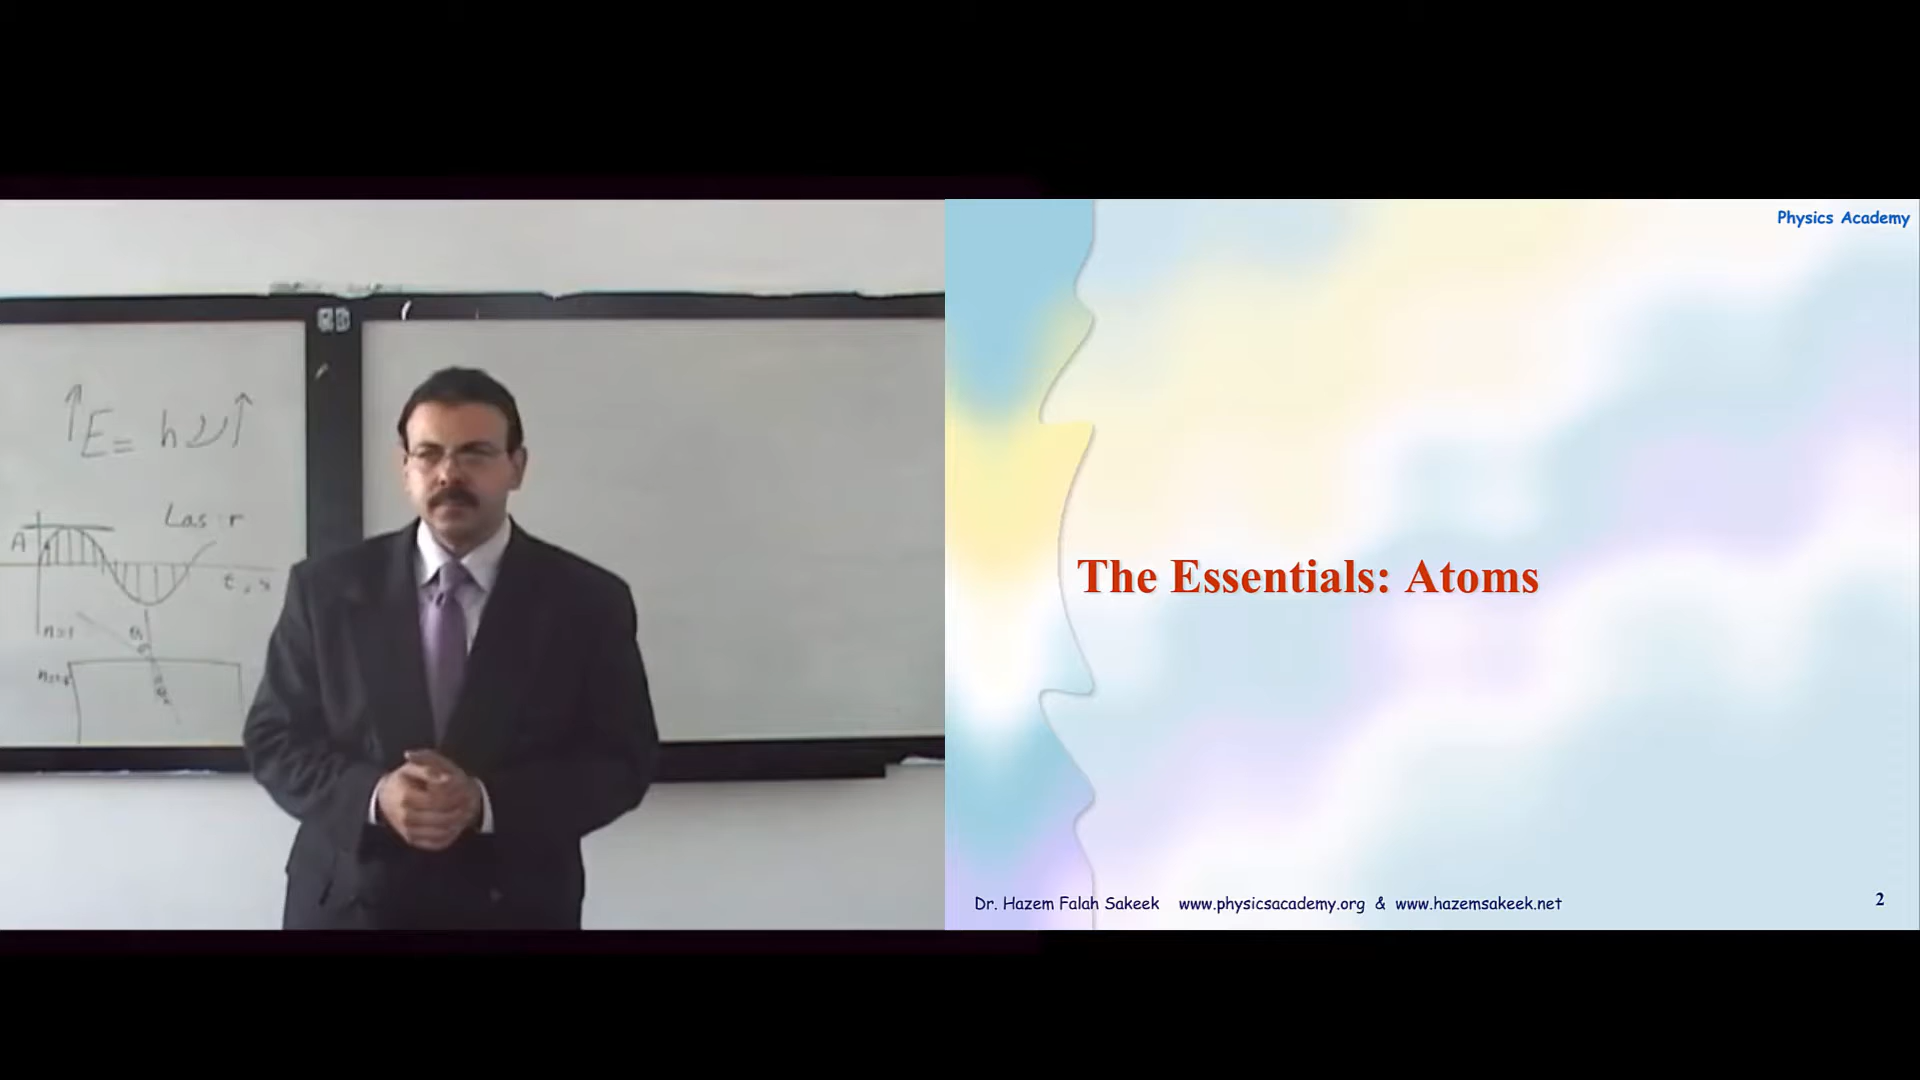 E = hν
Las r
A
t, x
n=1
Physics Academy
The Essentials: Atoms
Dr. Hazem Falah Sakeek www.physicsacademy.org & www.hazemsakeek.net
2